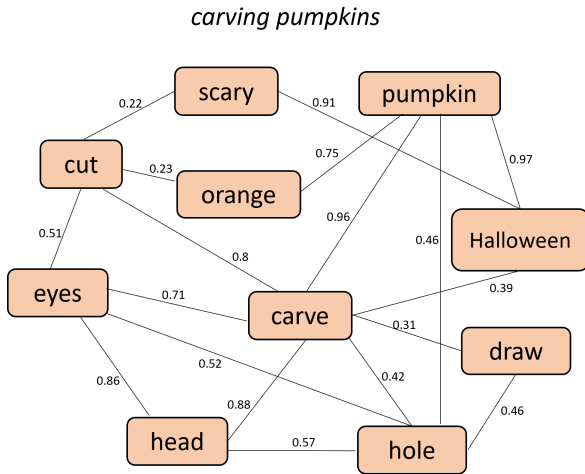 carving pumpkins
scary
pumpkin
0.22
0.91
cut
0.75
0.97
0.23
orange
0.51
0.96
0.46
Halloween
0.8
eyes
0.71
0.39
carve
0.31
draw
0.52
0.42
0.86
0.88
0.46
head
0.57
hole